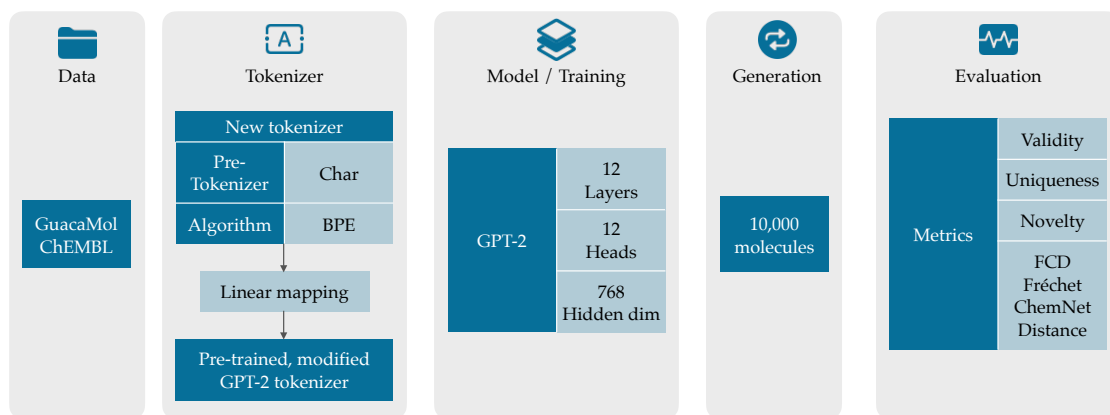 Data
GuacaMol
ChEMBL
A
Tokenizer
New tokenizer
Pre-
Tokenizer
Char
Algorithm
BPE
Linear mapping
Pre-trained, modified
GPT-2 tokenizer
Model / Training
GPT-2
12
Layers
12
Heads
768
Hidden dim
Generation
10,000
molecules
Evaluation
Metrics
Validity
Uniqueness
Novelty
FCD
Fréchet
ChemNet
Distance